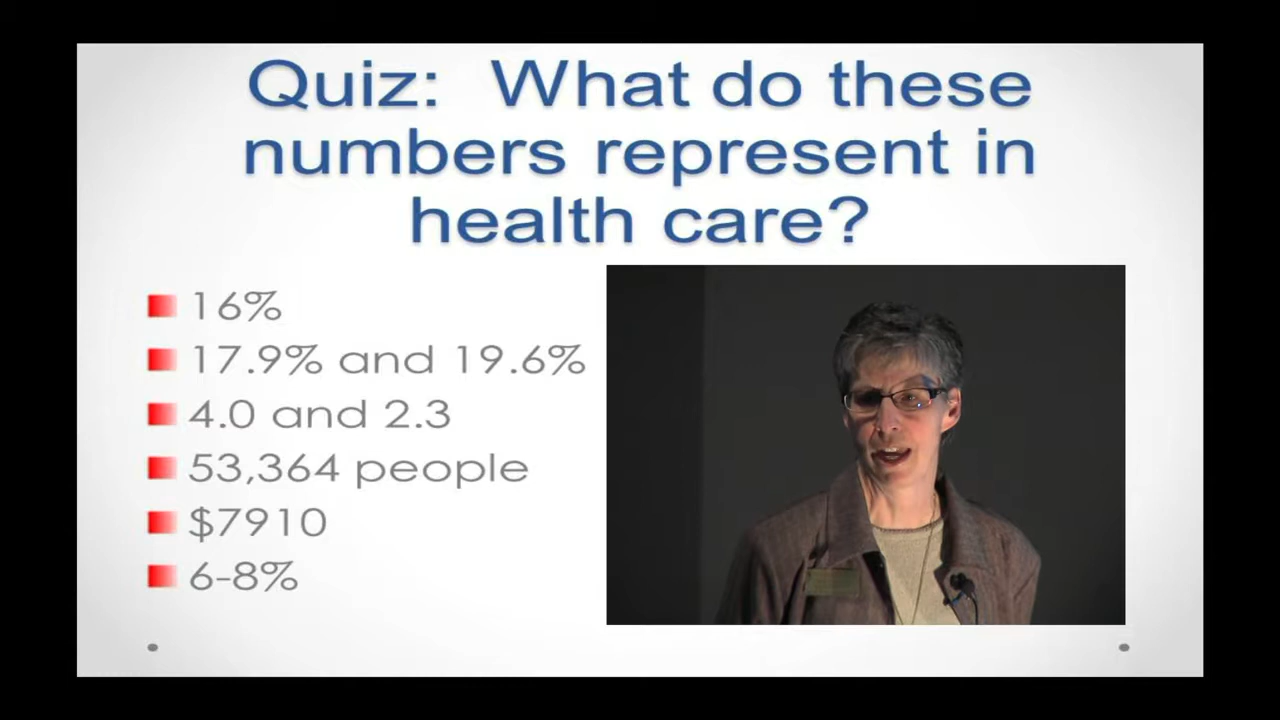 Quiz:  What do these
numbers represent in
health care?
16%
17.9% and 19.6%
4.0 and 2.3
53,364 people
$7910
6-8%